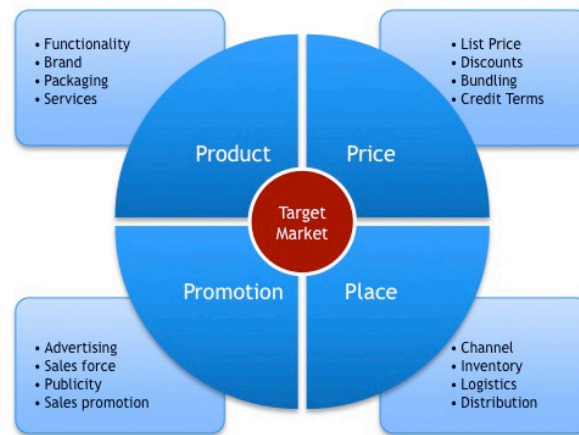 • Functionality
• Brand
• Packaging
• Services
• List Price
• Discounts
• Bundling
• Credit Terms
Product
Price
Target
Market
Promotion
Place
• Advertising
• Sales force
• Publicity
• Sales promotion
• Channel
• Inventory
• Logistics
• Distribution